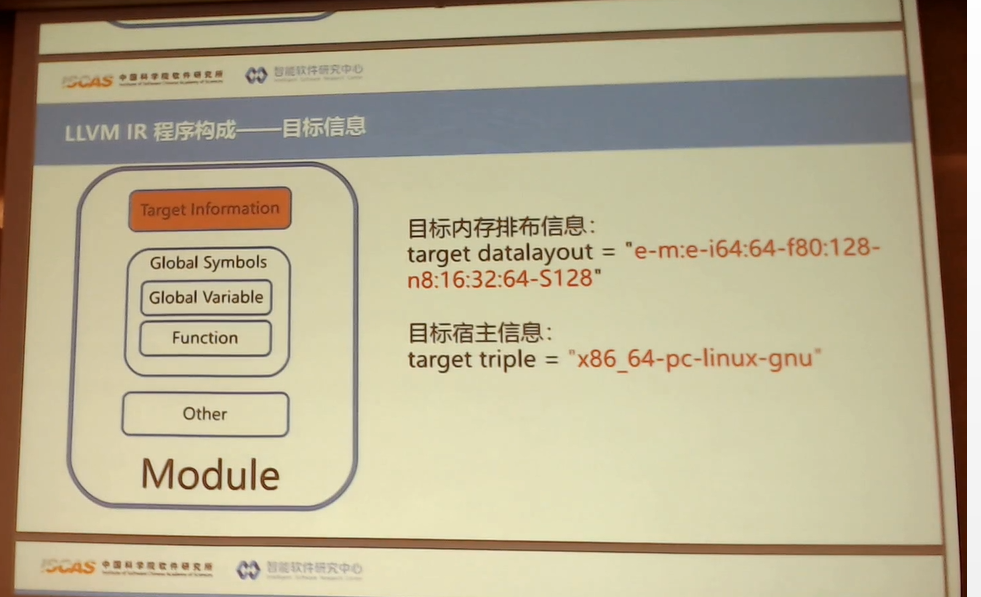 ISCAS 中国科学院软件研究所
智能软件研究中心
LLVM IR 程序构成——目标信息
Target Information
Global Symbols
Global Variable
Function
Other
Module
目标内存排布信息：
target datalayout = "e-m:e-i64:64-f80:128-
n8:16:32:64-S128"
目标宿主信息：
target triple = "x86_64-pc-linux-gnu"
ISCAS 中国科学院软件研究所
智能软件研究中心